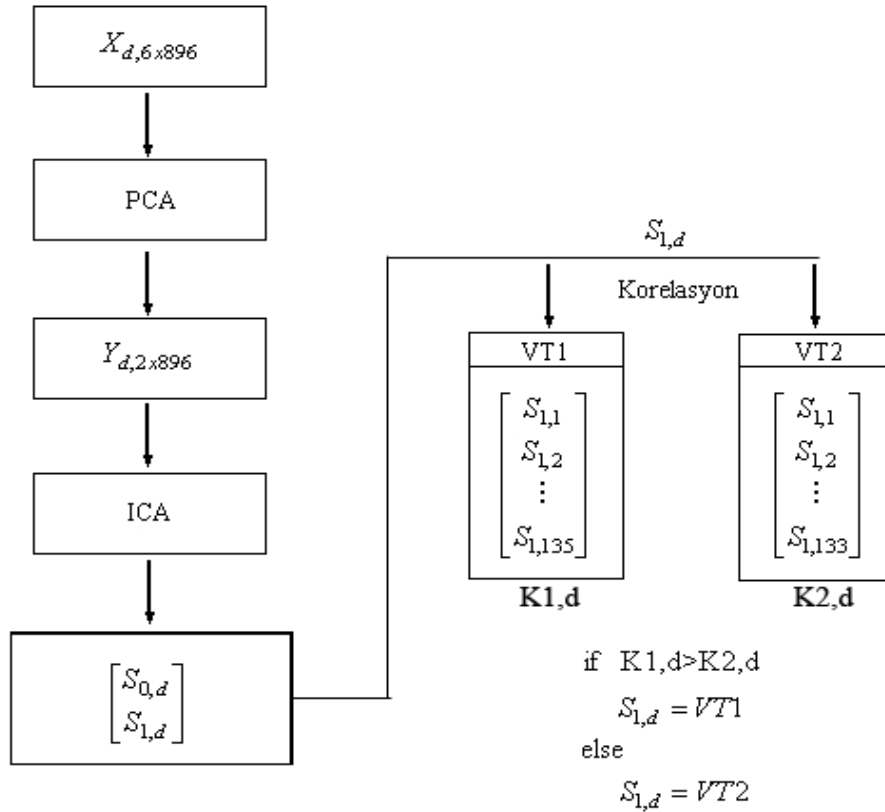 X_{d,6x896}
PCA
Y_{d,2x896}
ICA
[S_{0,d}
S_{1,d}]
S_{1,d}
Korelasyon
VT1
[S_{1,1}
S_{1,2}
⋮
S_{1,135}]
K1,d
VT2
[S_{1,1}
S_{1,2}
⋮
S_{1,133}]
K2,d
if K1,d>K2,d
S_{1,d} = VT1
else
S_{1,d} = VT2